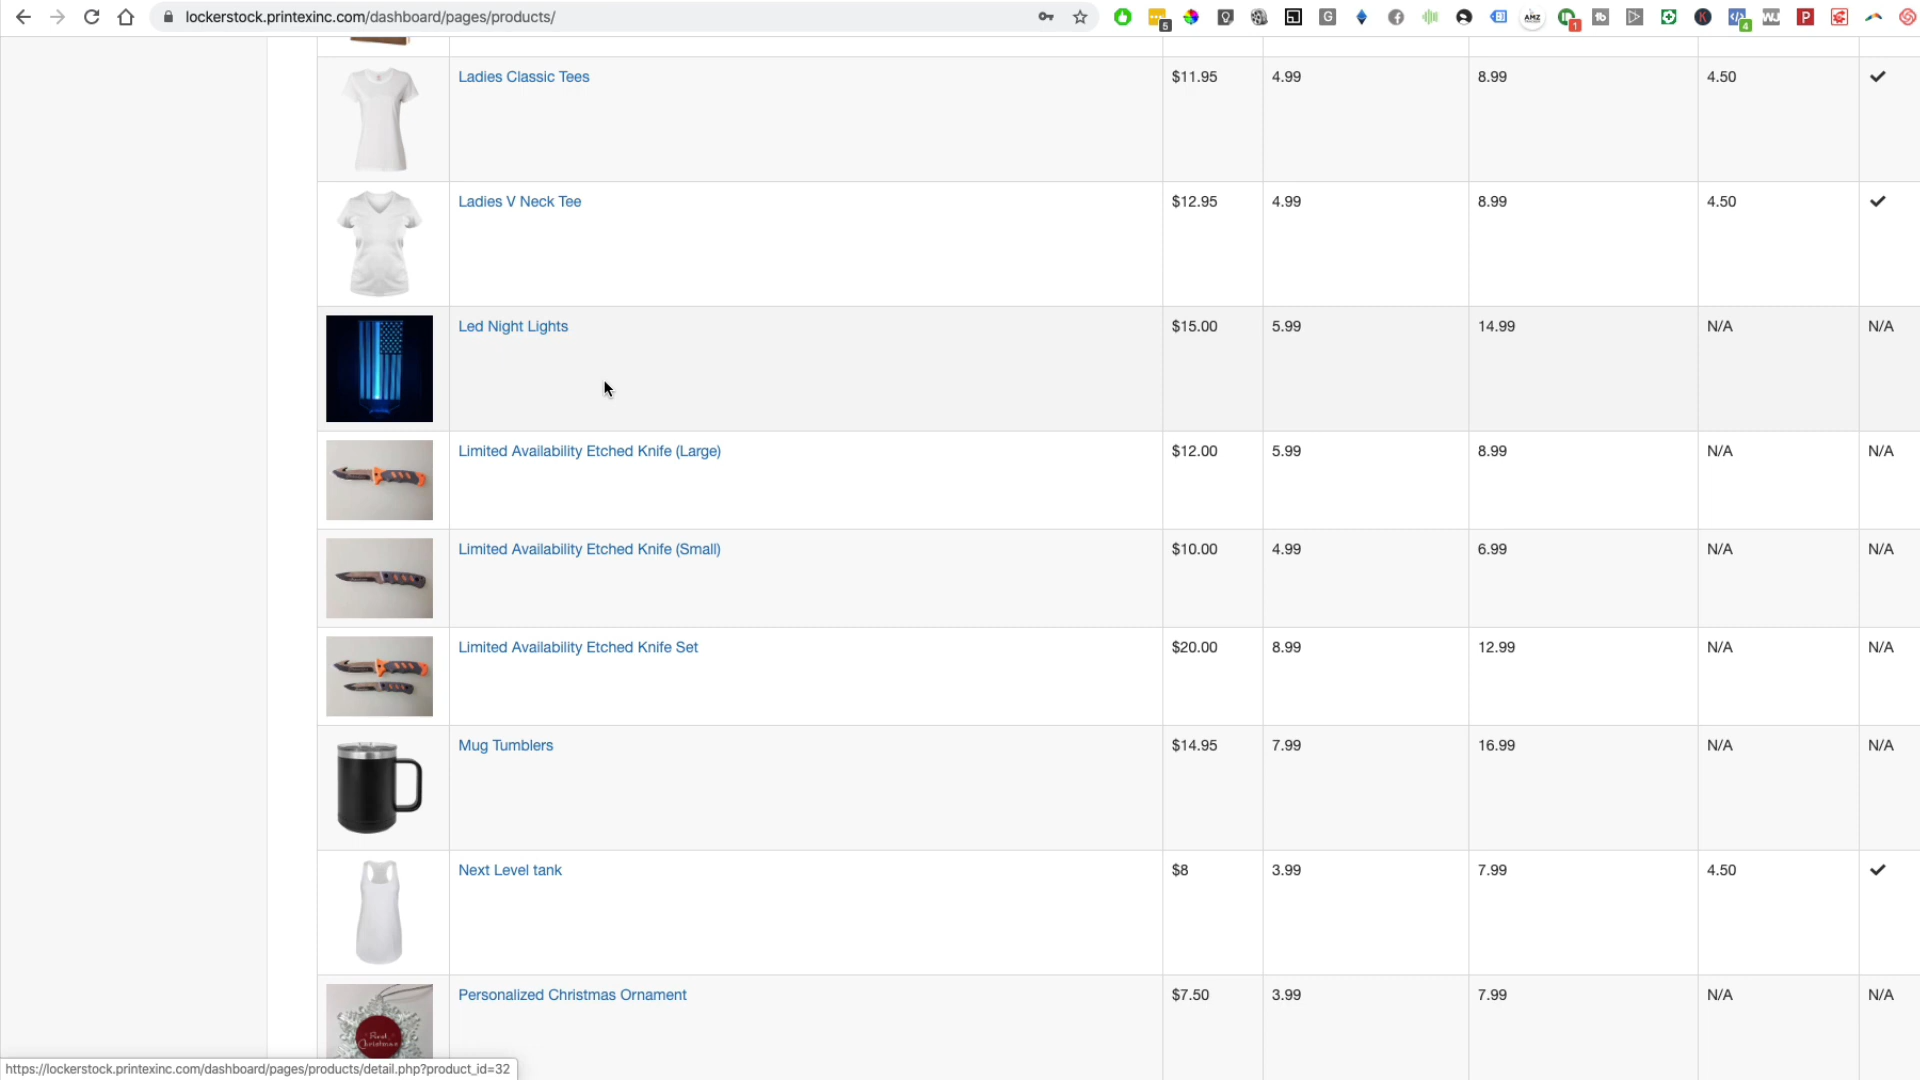 lockerstock.printexinc.com/dashboard/pages/products/
5
G
AMZ
1
K
4
P
Ladies Classic Tees $11.95 4.99 8.99 4.50
Ladies V Neck Tee $12.95 4.99 8.99 4.50
Led Night Lights $15.00 5.99 14.99 N/A N/A
Limited Availability Etched Knife (Large) $12.00 5.99 8.99 N/A N/A
Limited Availability Etched Knife (Small) $10.00 4.99 6.99 N/A N/A
Limited Availability Etched Knife Set $20.00 8.99 12.99 N/A N/A
Mug Tumblers $14.95 7.99 16.99 N/A N/A
Next Level tank $8 3.99 7.99 4.50
Personalized Christmas Ornament $7.50 3.99 7.99 N/A N/A
Christmas
https://lockerstock.printexinc.com/dashboard/pages/products/detail.php?product_id=32